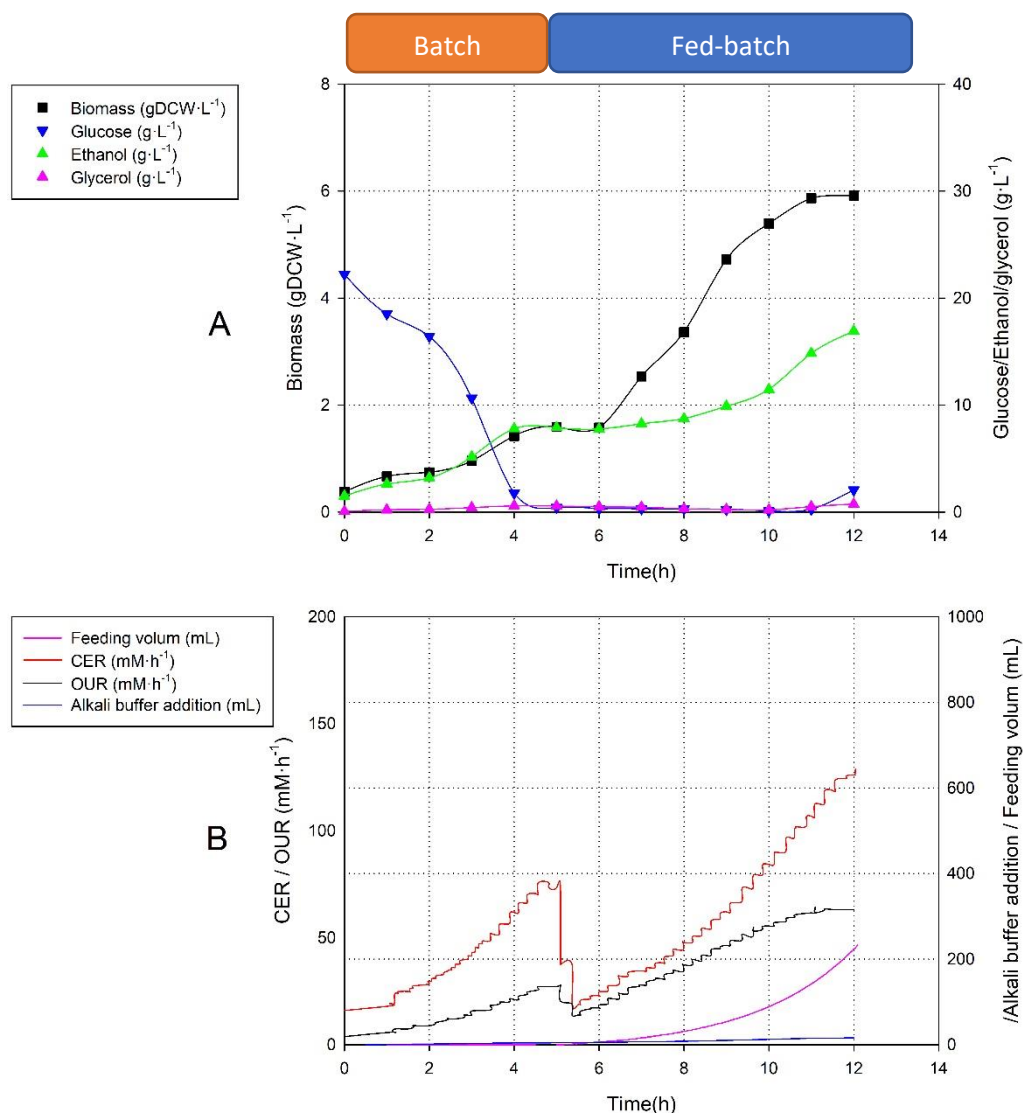 Batch
Fed-batch
Biomass (gDCW·L⁻¹)
Glucose (g·L⁻¹)
Ethanol (g·L⁻¹)
Glycerol (g·L⁻¹)
A
Biomass (gDCW·L⁻¹)
8
6
4
2
0
40
30
20
10
0
Glucose/Ethanol/glycerol (g·L⁻¹)
0 2 4 6 8 10 12 14
Time(h)
Feeding volum (mL)
CER (mM·h⁻¹)
OUR (mM·h⁻¹)
Alkali buffer addition (mL)
B
CER / OUR (mM·h⁻¹)
200
150
100
50
0
1000
800
600
400
200
0
/Alkali buffer addition / Feeding volum (mL)
0 2 4 6 8 10 12 14
Time(h)